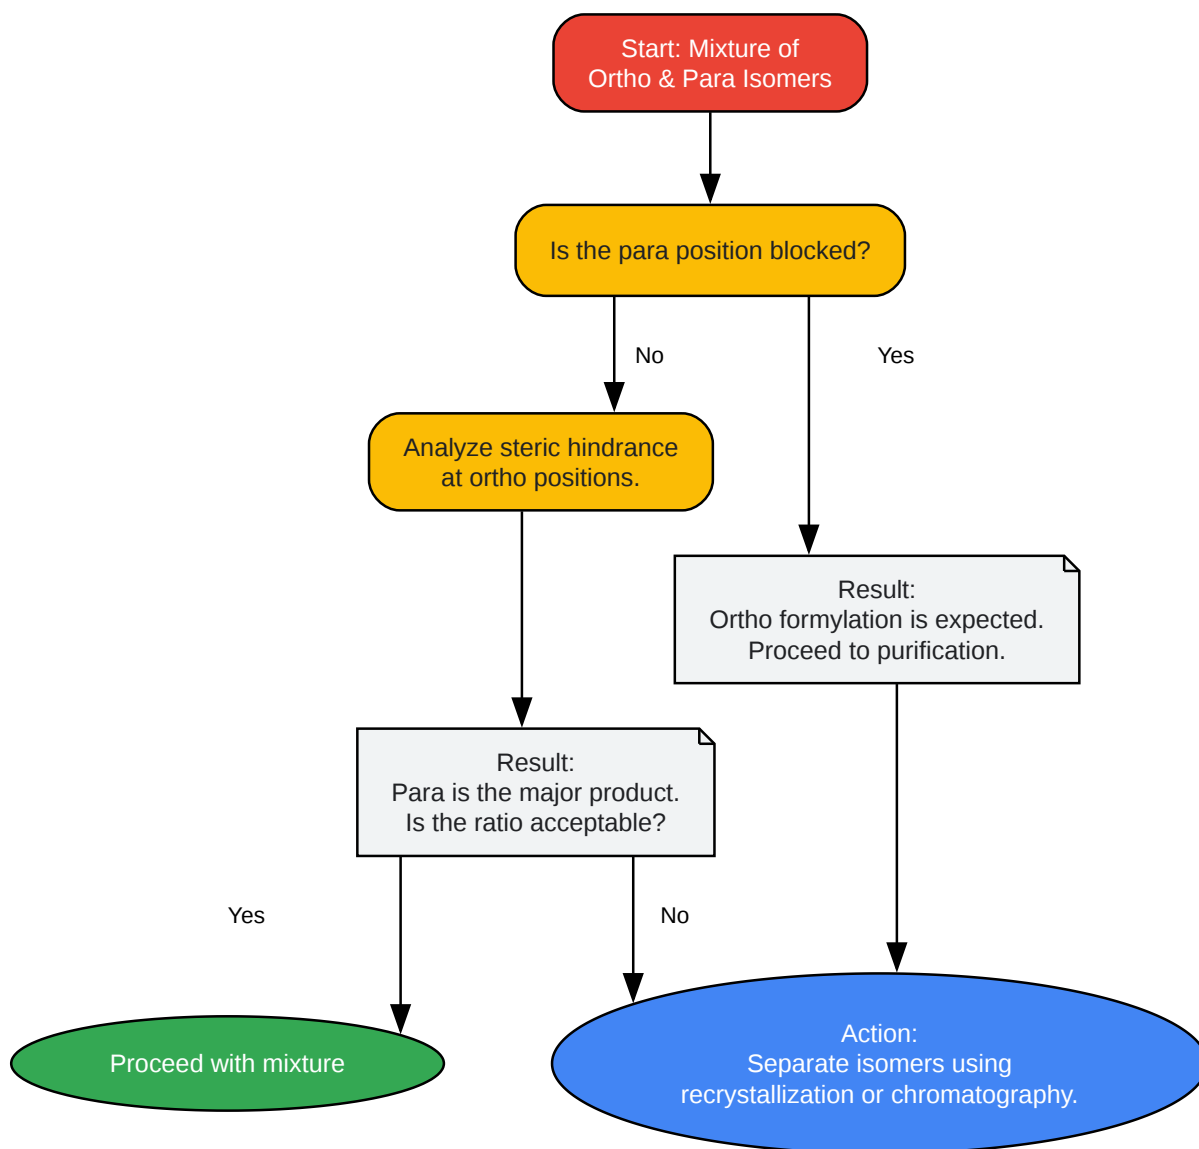 Start: Mixture of
Ortho & Para Isomers
Is the para position blocked?
No
Yes
Analyze steric hindrance
at ortho positions.
Result:
Ortho formylation is expected.
Proceed to purification.
Result:
Para is the major product.
Is the ratio acceptable?
Yes
No
Proceed with mixture
Action:
Separate isomers using
recrystallization or chromatography.